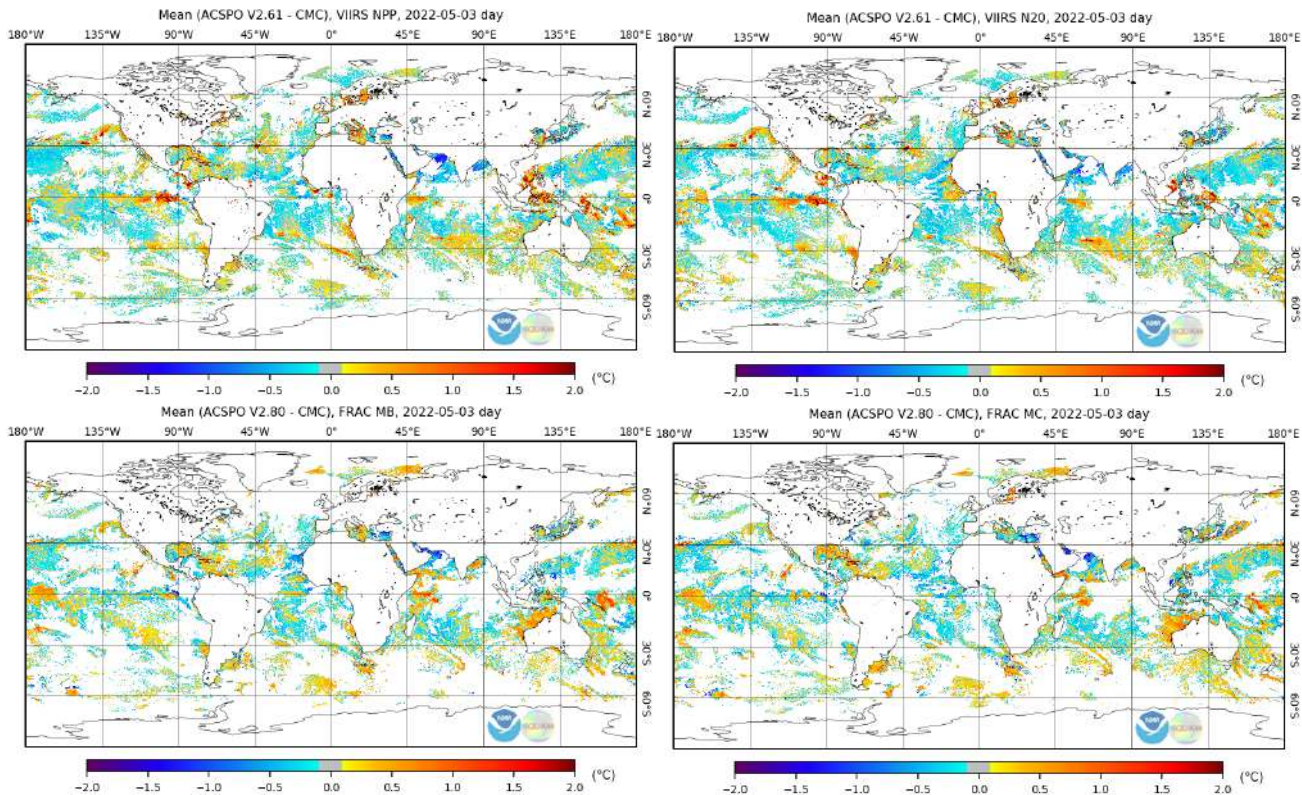 Mean (ACSPO V2.61 - CMC), VIIRS NPP, 2022-05-03 day
180°W 135°W 90°W 45°W 0° 45°E 90°E 135°E 180°E
60°N
30°N
0°
30°S
60°S
-2.0 -1.5 -1.0 -0.5 0.0 0.5 1.0 1.5 2.0 (°C)
Mean (ACSPO V2.61 - CMC), VIIRS N20, 2022-05-03 day
180°W 135°W 90°W 45°W 0° 45°E 90°E 135°E 180°E
60°N
30°N
0°
30°S
60°S
-2.0 -1.5 -1.0 -0.5 0.0 0.5 1.0 1.5 2.0 (°C)
Mean (ACSPO V2.80 - CMC), FRAC MB, 2022-05-03 day
180°W 135°W 90°W 45°W 0° 45°E 90°E 135°E 180°E
60°N
30°N
0°
30°S
60°S
-2.0 -1.5 -1.0 -0.5 0.0 0.5 1.0 1.5 2.0 (°C)
Mean (ACSPO V2.80 - CMC), FRAC MC, 2022-05-03 day
180°W 135°W 90°W 45°W 0° 45°E 90°E 135°E 180°E
60°N
30°N
0°
30°S
60°S
-2.0 -1.5 -1.0 -0.5 0.0 0.5 1.0 1.5 2.0 (°C)